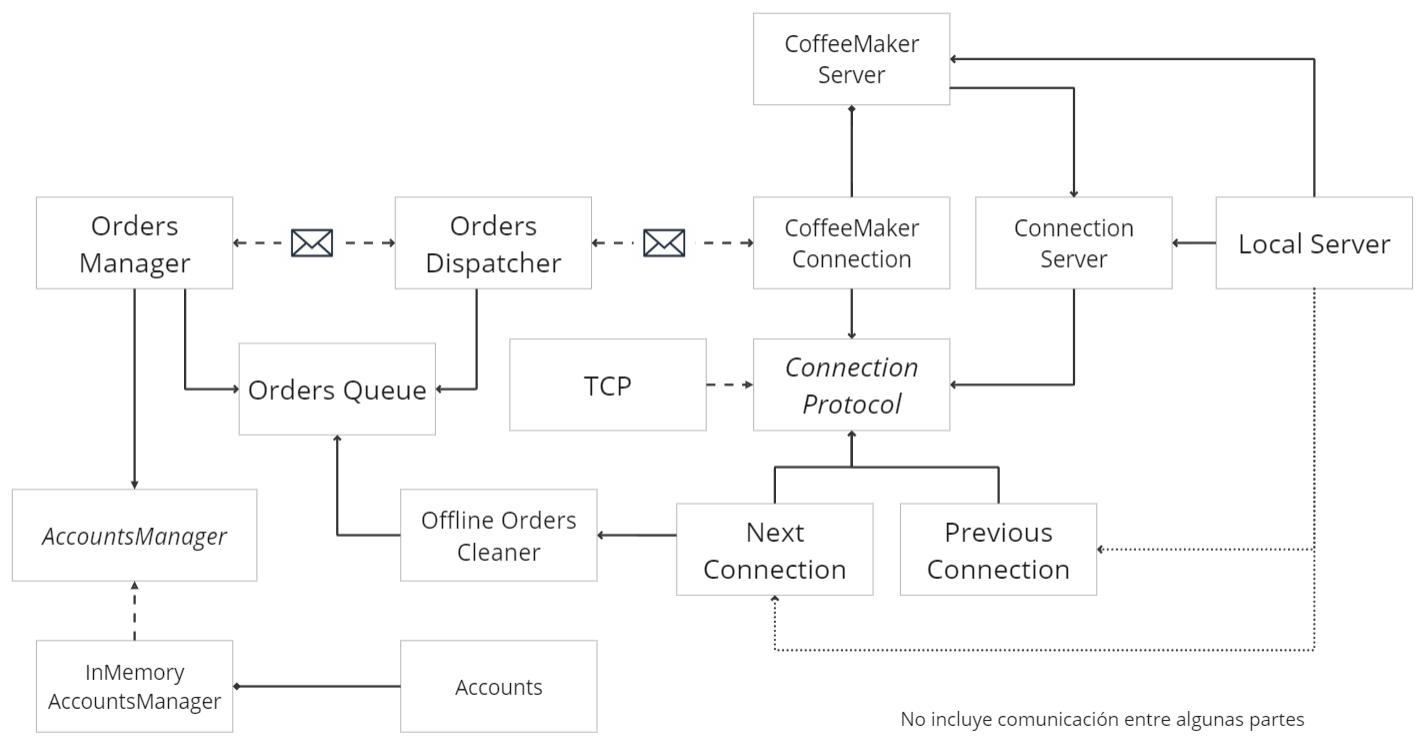 CoffeeMaker
Server
Orders
Manager
Orders
Dispatcher
CoffeeMaker
Connection
Connection
Server
Local Server
Orders Queue
TCP
Connection
Protocol
AccountsManager
Offline Orders
Cleaner
Next
Connection
Previous
Connection
InMemory
AccountsManager
Accounts
No incluye comunicación entre algunas partes